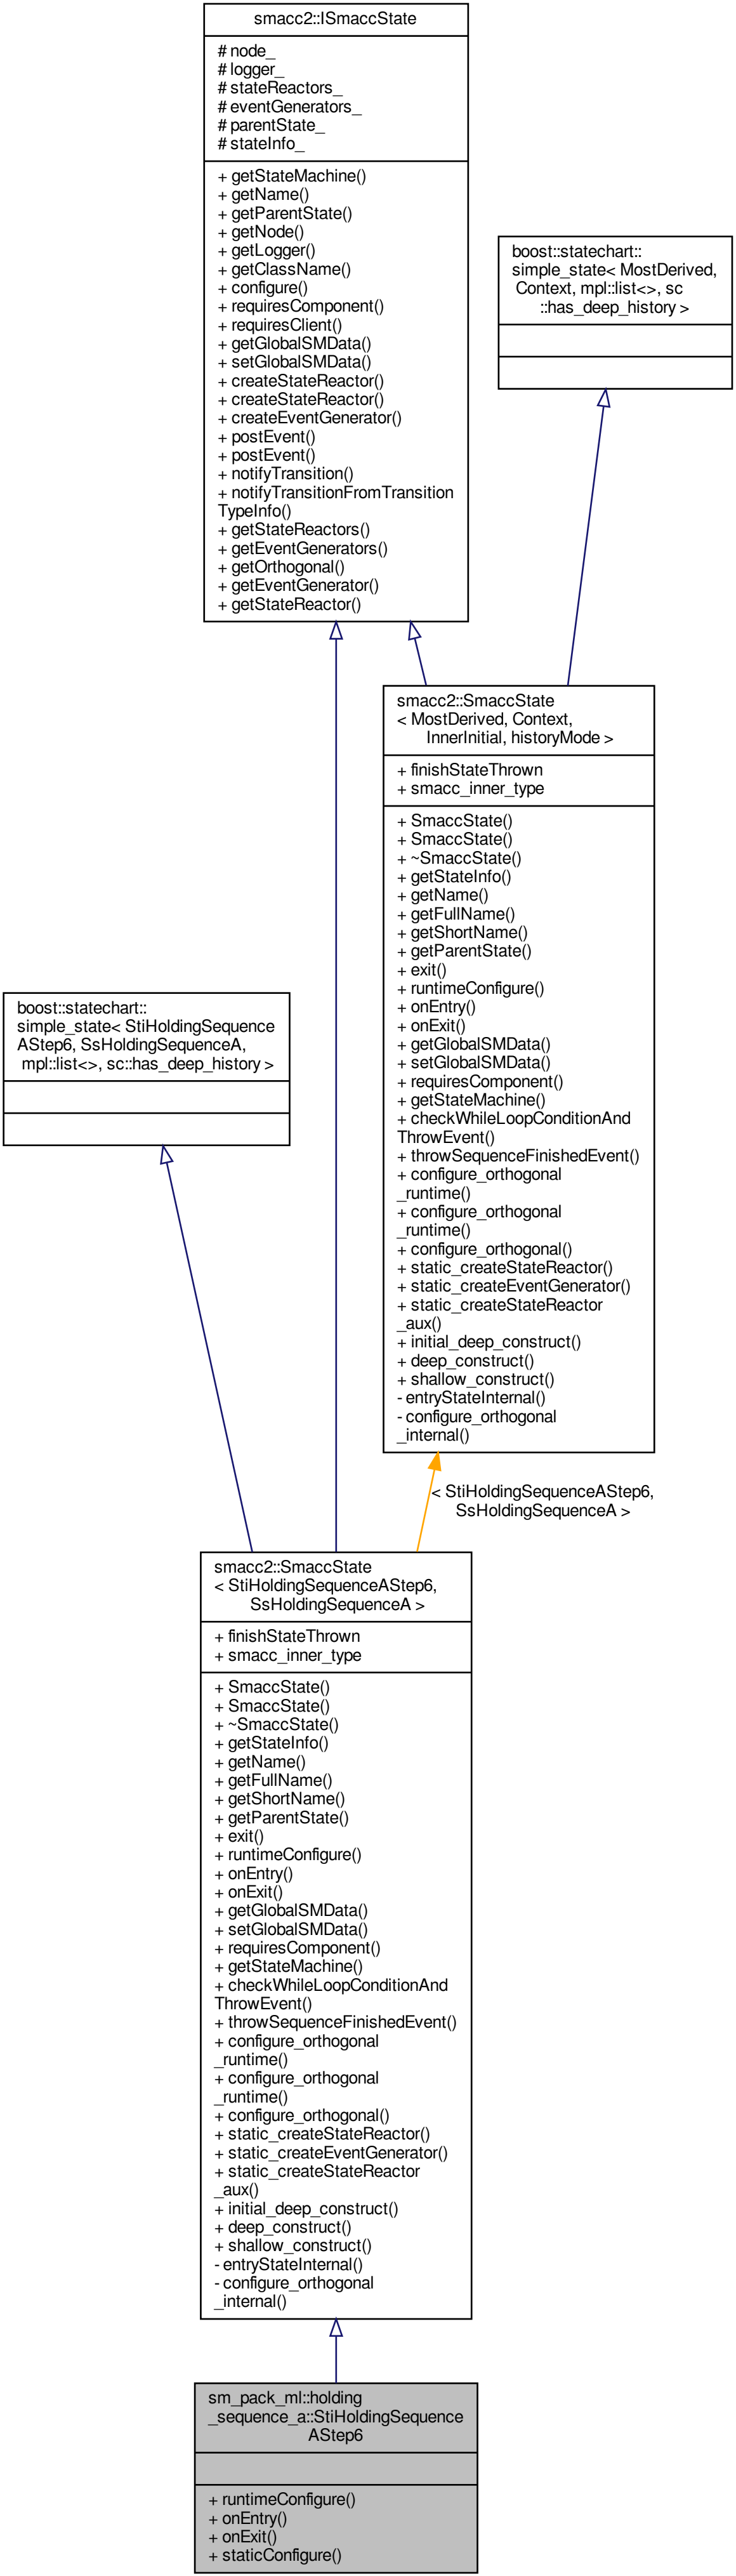 smacc2::ISmaccState
# node_
# logger_
# stateReactors_
# eventGenerators_
# parentState_
# stateInfo_
+ getStateMachine()
+ getName()
+ getParentState()
+ getNode()
+ getLogger()
+ getClassName()
+ configure()
+ requiresComponent()
+ requiresClient()
+ getGlobalSMData()
+ setGlobalSMData()
+ createStateReactor()
+ createStateReactor()
+ createEventGenerator()
+ postEvent()
+ postEvent()
+ notifyTransition()
+ notifyTransitionFromTransition
TypeInfo()
+ getStateReactors()
+ getEventGenerators()
+ getOrthogonal()
+ getEventGenerator()
+ getStateReactor()
boost::statechart::
simple_state< MostDerived,
Context, mpl::list<>, sc
::has_deep_history >
smacc2::SmaccState
< MostDerived, Context,
InnerInitial, historyMode >
+ finishStateThrown
+ smacc_inner_type
+ SmaccState()
+ SmaccState()
+ ~SmaccState()
+ getStateInfo()
+ getName()
+ getFullName()
+ getShortName()
+ getParentState()
+ exit()
+ runtimeConfigure()
+ onEntry()
+ onExit()
+ getGlobalSMData()
+ setGlobalSMData()
+ requiresComponent()
+ getStateMachine()
+ checkWhileLoopConditionAnd
ThrowEvent()
+ throwSequenceFinishedEvent()
+ configure_orthogonal
_runtime()
+ configure_orthogonal
_runtime()
+ configure_orthogonal()
+ static_createStateReactor()
+ static_createEventGenerator()
+ static_createStateReactor
_aux()
+ initial_deep_construct()
+ deep_construct()
+ shallow_construct()
- entryStateInternal()
- configure_orthogonal
_internal()
boost::statechart::
simple_state< StiHoldingSequence
AStep6, SsHoldingSequenceA,
mpl::list<>, sc::has_deep_history >
< StiHoldingSequenceAStep6,
SsHoldingSequenceA >
smacc2::SmaccState
< StiHoldingSequenceAStep6,
SsHoldingSequenceA >
+ finishStateThrown
+ smacc_inner_type
+ SmaccState()
+ SmaccState()
+ ~SmaccState()
+ getStateInfo()
+ getName()
+ getFullName()
+ getShortName()
+ getParentState()
+ exit()
+ runtimeConfigure()
+ onEntry()
+ onExit()
+ getGlobalSMData()
+ setGlobalSMData()
+ requiresComponent()
+ getStateMachine()
+ checkWhileLoopConditionAnd
ThrowEvent()
+ throwSequenceFinishedEvent()
+ configure_orthogonal
_runtime()
+ configure_orthogonal
_runtime()
+ configure_orthogonal()
+ static_createStateReactor()
+ static_createEventGenerator()
+ static_createStateReactor
_aux()
+ initial_deep_construct()
+ deep_construct()
+ shallow_construct()
- entryStateInternal()
- configure_orthogonal
_internal()
sm_pack_ml::holding
_sequence_a::StiHoldingSequence
AStep6
+ runtimeConfigure()
+ onEntry()
+ onExit()
+ staticConfigure()